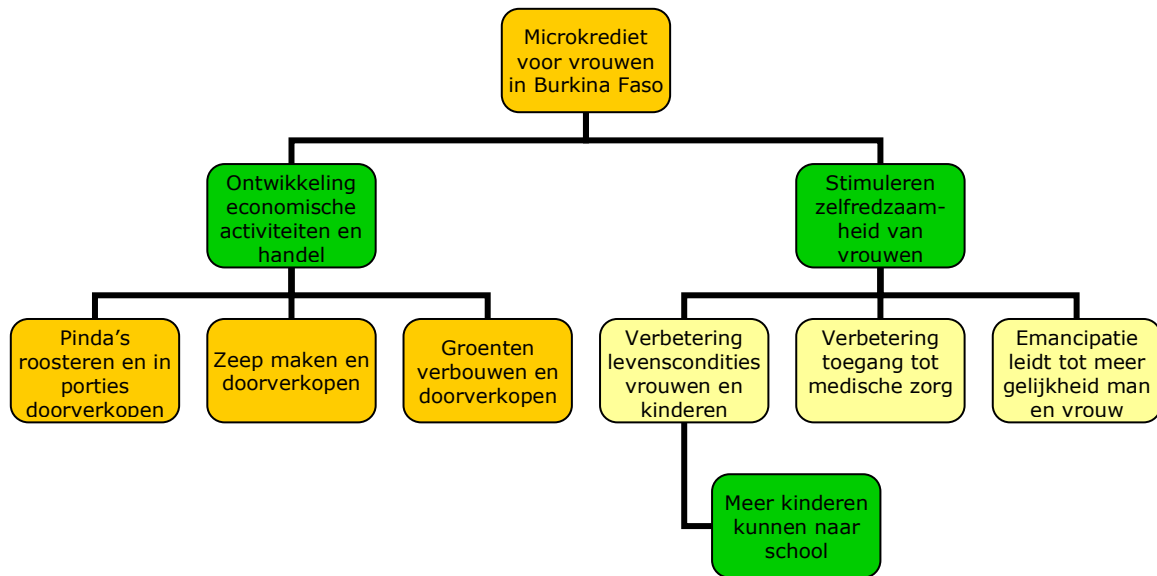 Microkrediet
voor vrouwen
in Burkina Faso
Ontwikkeling
economische
activiteiten en
handel
Stimuleren
zelfredzaam-
heid van
vrouwen
Pinda's
roosteren en in
porties
doorverkopen
Zeep maken en
doorverkopen
Groenten
verbouwen en
doorverkopen
Verbetering
levenscondities
vrouwen en
kinderen
Verbetering
toegang tot
medische zorg
Emancipatie
leidt tot meer
gelijkheid man
en vrouw
Meer kinderen
kunnen naar
school